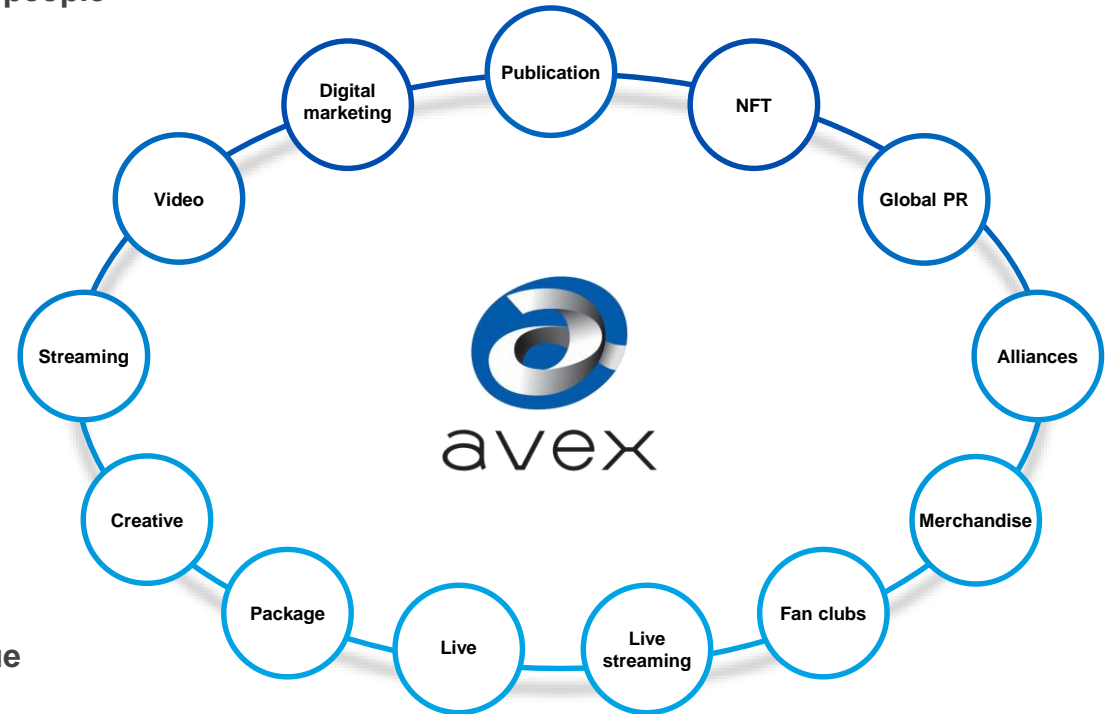 people
Publication
Digital
marketing
NFT
Video
Global PR
Streaming
Alliances
avex
Creative
Merchandise
Package
Fan clubs
Live
Live
streaming